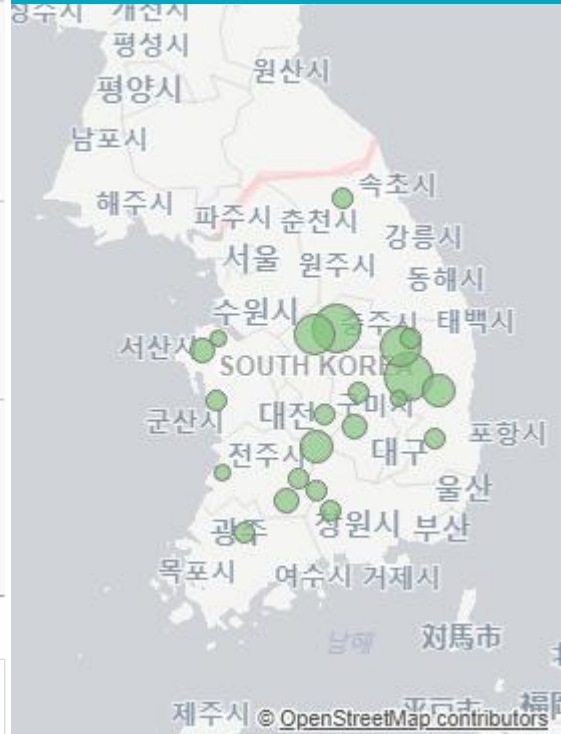 개천시
평성시
원산시
평양시
남포시
속초시
해주시
파주시 춘천시
강릉시
서울 원주시
동해시
수원시
충주시 태백시
서산시
SOUTH KOREA
구미시
군산시 대전
전주시 대구 포항시
울산
광주 창원시 부산
목포시 여수시 거제시
남해 対馬市
제주시
© OpenStreetMap contributors